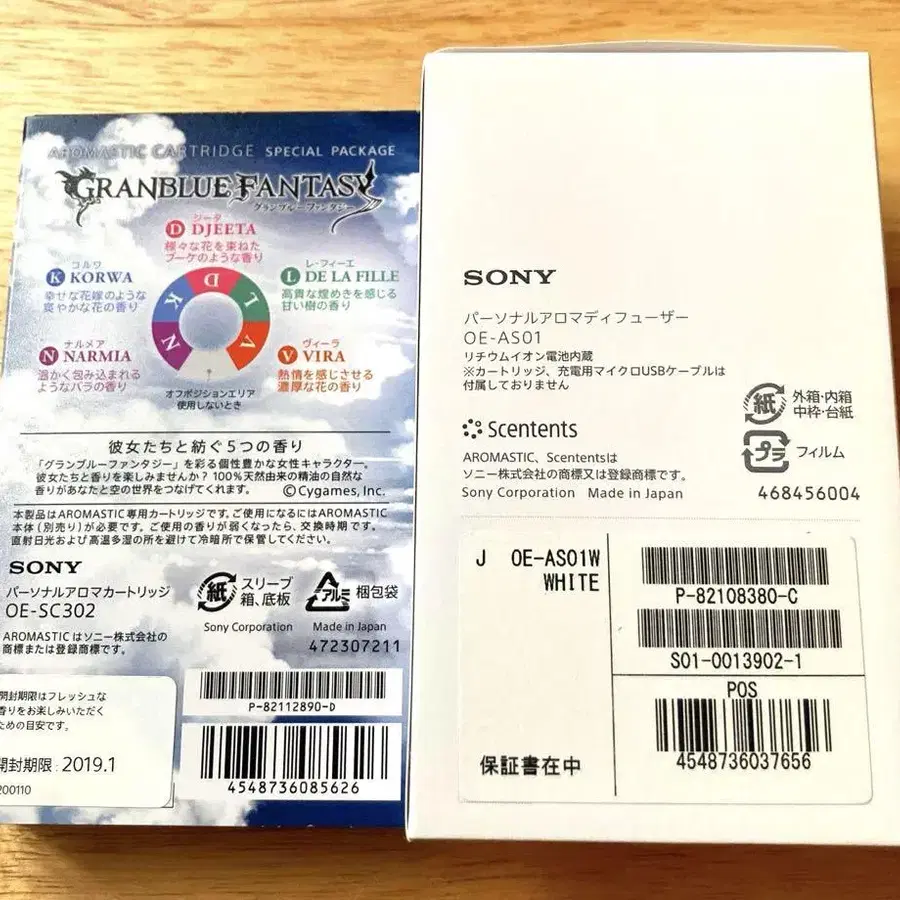 AROMASTIC CARTRIDGE SPECIAL PACKAGE
GRANBLUE FANTASY
グランブルーファンタジー
ジータ
D DJEETA
様々な花を束ねた
ブーケのような香り
コルワ
K KORWA
幸せな花嫁のような
爽やかな花の香り
レ・フィーエ
L DE LA FILLE
高貴な煌めきを感じる
甘い樹の香り
ナルメア
N NARMIA
温かく包み込まれる
ようなバラの香り
ヴィーラ
V VIRA
熱情を感じさせる
濃厚な花の香り
N K D L V
オフポジションエリア
使用しないとき
彼女たちと紡ぐ5つの香り
「グランブルーファンタジー」を彩る個性豊かな女性キャラクター。
彼女たちと香りを楽しみませんか？100%天然由来の精油の自然な
香りがあなたと空の世界をつなげてくれます。
©Cygames, Inc.
本製品はAROMASTIC専用カートリッジです。ご使用になるにはAROMASTIC
本体（別売り）が必要です。ご使用の香りが弱くなったら、交換時期です。
直射日光および高温多湿の所を避けて冷暗所で保管してください。
SONY
パーソナルアロマカートリッジ
OE-SC302
AROMASTICはソニー株式会社の
商標または登録商標です。
紙 スリーブ
箱、底板
アルミ 梱包袋
Sony Corporation Made in Japan
472307211
P-82112890-D
4548736085626
開封期限はフレッシュな
香りをお楽しみいただく
ための目安です。
開封期限：2019.1
200110
SONY
パーソナルアロマディフューザー
OE-AS01
リチウムイオン電池内蔵
※カートリッジ、充電用マイクロUSBケーブルは
付属しておりません
紙 外箱・内箱
中枠・台紙
プラ フィルム
Scentents
AROMASTIC、Scententsは
ソニー株式会社の商標又は登録商標です。
Sony Corporation Made in Japan
468456004
J OE-AS01W
WHITE
P-82108380-C
S01-0013902-1
POS
4548736037656
保証書在中